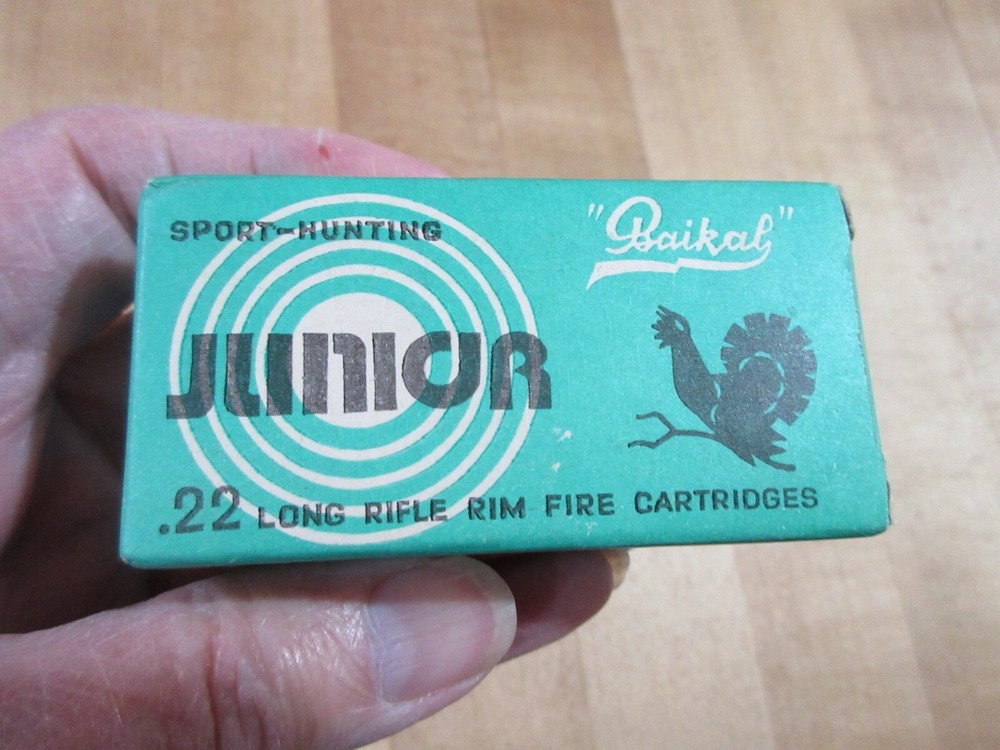 SPORT-HUNTING
"Baikal"
JUNIOR
.22 LONG RIFLE RIM FIRE CARTRIDGES